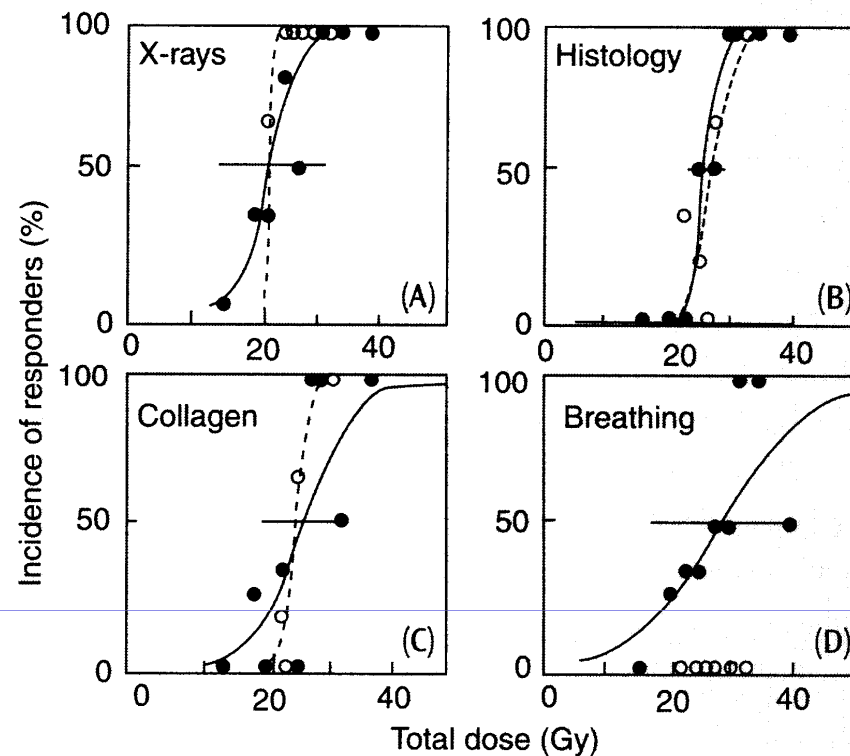 Incidence of responders (%)
100
X-rays
50
(A)
0
0 20 40
100
Histology
50
(B)
0
0 20 40
100
Collagen
50
(C)
0
0 20 40
100
Breathing
50
(D)
0
0 20 40
Total dose (Gy)